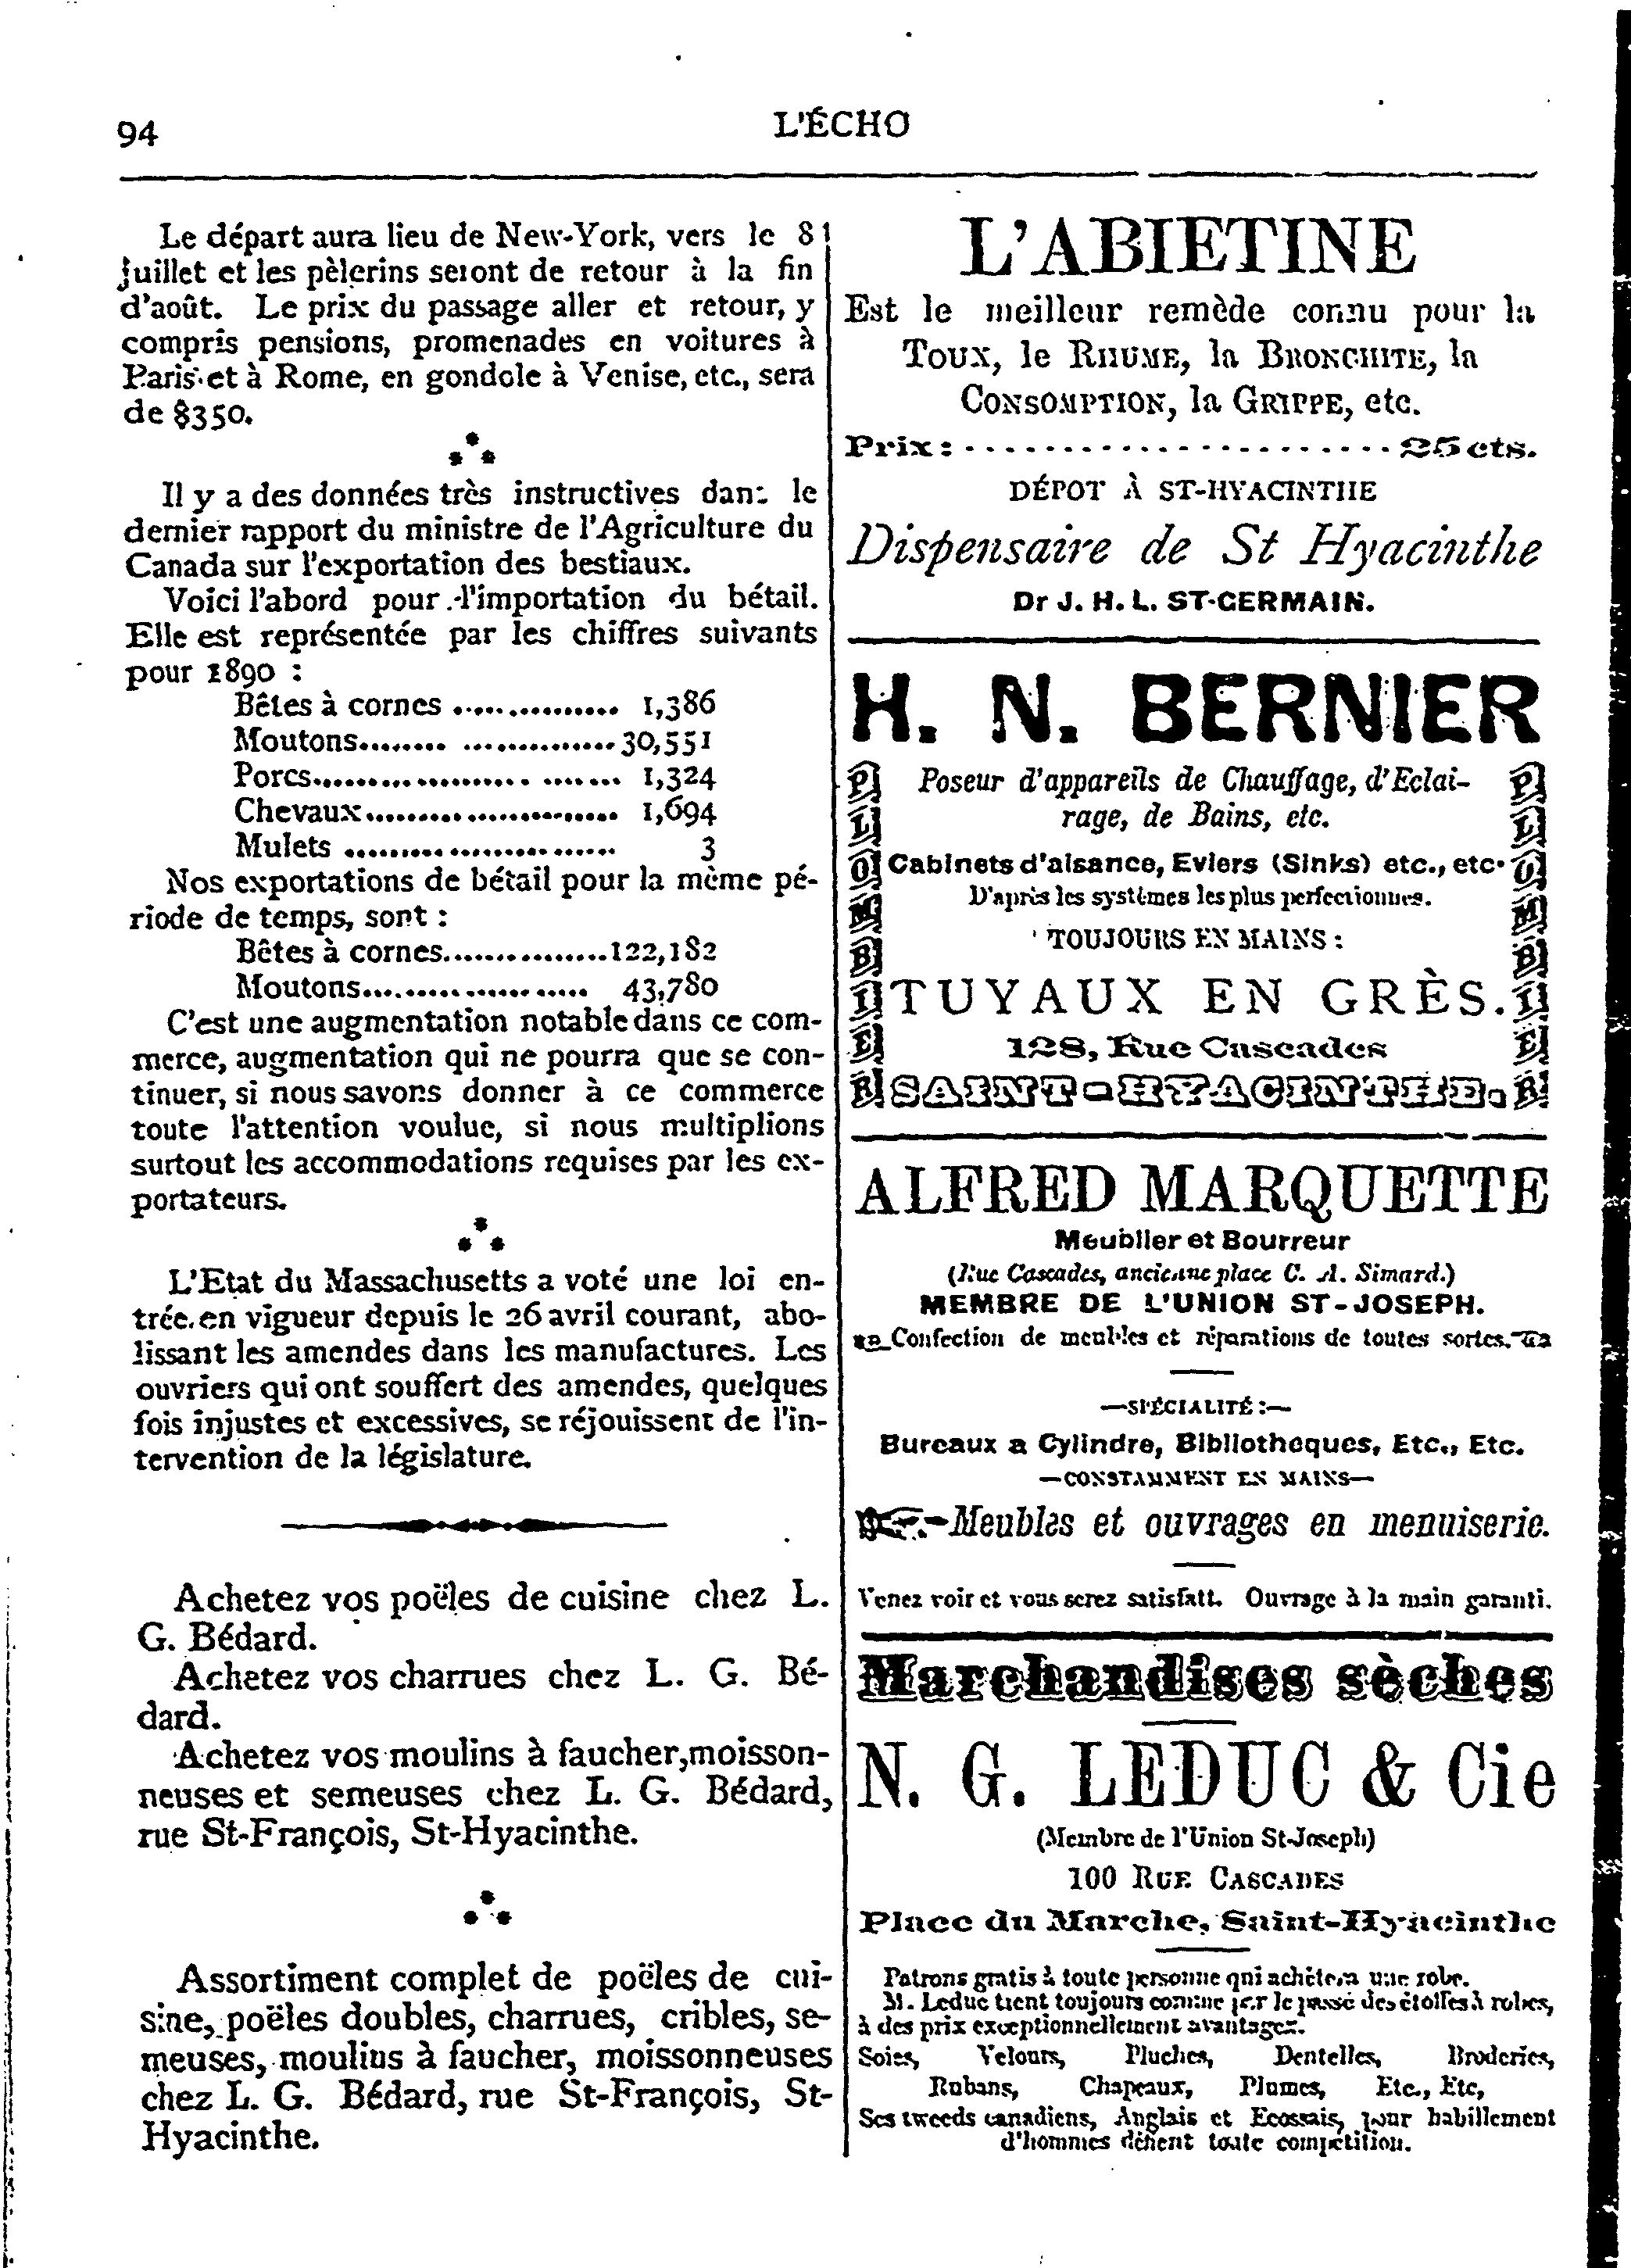 94
L'ÉCHO
Le départ aura lieu de New-York, vers le 8
juillet et les pèlerins seront de retour à la fin
d'août. Le prix du passage aller et retour, y
compris pensions, promenades en voitures à
Paris et à Rome, en gondole à Venise, etc., sera
de $350.
Il y a des données très instructives dans le
dernier rapport du ministre de l'Agriculture du
Canada sur l'exportation des bestiaux.
Voici l'abord pour l'importation du bétail.
Elle est représentée par les chiffres suivants
pour 1890 :
Bêtes à cornes ................ 1,386
Moutons........ ...............30,551
Porcs.................... ....... 1,324
Chevaux......................... 1,694
Mulets ......................... 3
Nos exportations de bétail pour la même pé-
riode de temps, sont :
Bêtes à cornes................122,182
Moutons...................... 43,780
C'est une augmentation notable dans ce com-
merce, augmentation qui ne pourra que se con-
tinuer, si nous savons donner à ce commerce
toute l'attention voulue, si nous multiplions
surtout les accommodations requises par les ex-
portateurs.
L'Etat du Massachusetts a voté une loi en-
trée en vigueur depuis le 26 avril courant, abo-
lissant les amendes dans les manufactures. Les
ouvriers qui ont souffert des amendes, quelques
fois injustes et excessives, se réjouissent de l'in-
tervention de la législature.
Achetez vos poëles de cuisine chez L.
G. Bédard.
Achetez vos charrues chez L. G. Bé-
dard.
Achetez vos moulins à faucher,moisson-
neuses et semeuses chez L. G. Bédard,
rue St-François, St-Hyacinthe.
Assortiment complet de poëles de cui-
sine, poëles doubles, charrues, cribles, se-
meuses, moulins à faucher, moissonneuses
chez L. G. Bédard, rue St-François, St-
Hyacinthe.
L'ABIETINE
Est le meilleur remède connu pour la
TOUX, le RHUME, la BRONCHITE, la
CONSOMPTION, la GRIPPE, etc.
Prix: ........................ 25 cts.
DÉPOT À ST-HYACINTHE
Dispensaire de St Hyacinthe
Dr J. H. L. ST-GERMAIN.
H. N. BERNIER
PLOMBIER
Poseur d'appareils de Chauffage, d'Eclai-
rage, de Bains, etc.
Cabinets d'aisance, Eviers (Sinks) etc., etc.
D'après les systèmes les plus perfectionnés.
TOUJOURS EN MAINS :
TUYAUX EN GRÈS.
128, Rue Cascades
SAINT-HYACINTHE.
PLOMBIER
ALFRED MARQUETTE
Meublier et Bourreur
(Rue Cascades, ancienne place C. A. Simard.)
MEMBRE DE L'UNION ST-JOSEPH.
Confection de meubles et réparations de toutes sortes.
—SPÉCIALITÉ :—
Bureaux a Cylindre, Bibliotheques, Etc., Etc.
—CONSTAMMENT EN MAINS—
Meubles et ouvrages en menuiserie.
Venez voir et vous serez satisfait. Ouvrage à la main garanti.
Marchandises sèches
N. G. LEDUC & Cie
(Membre de l'Union St-Joseph)
100 RUE CASCADES
Place du Marche, Saint-Hyacinthe
Patrons gratis à toute personne qui achètera une robe.
M. Leduc tient toujours comme par le passé des étoffes à robes,
à des prix exceptionnellement avantagez.
Soies, Velours, Pluches, Dentelles, Broderies,
Rubans, Chapeaux, Plumes, Etc., Etc,
Ses tweeds canadiens, Anglais et Ecossais, pour habillement
d'hommes défient toute compétition.